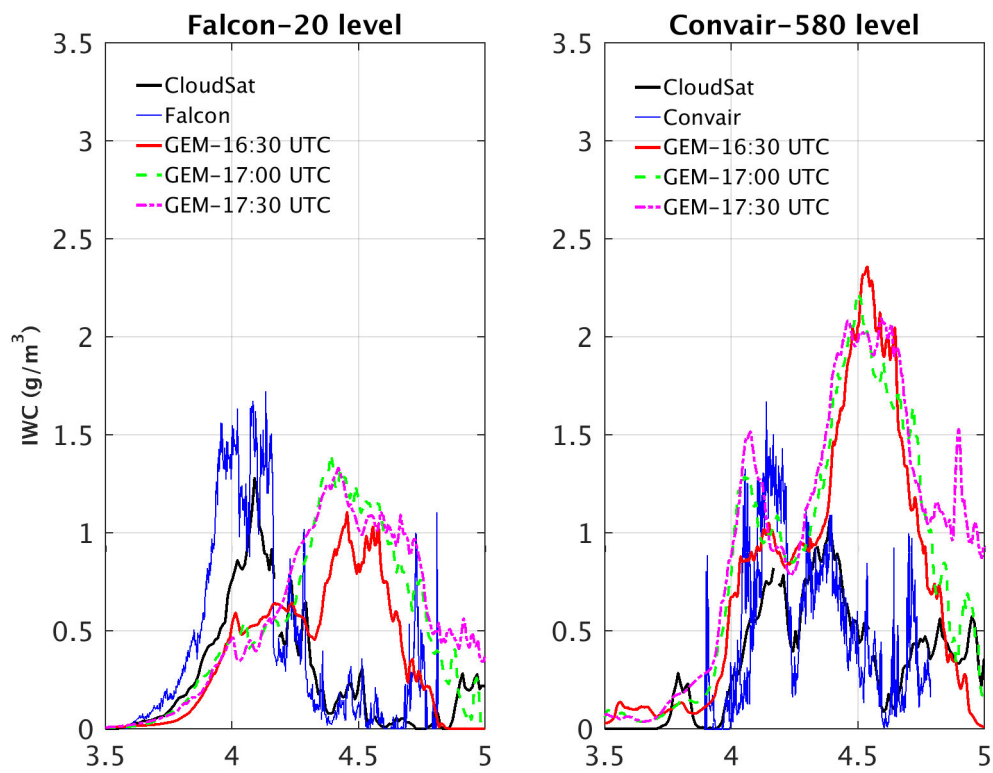 Falcon-20 level
3.5
3
2.5
2
1.5
1
0.5
0
IWC (g/m³)
CloudSat
Falcon
GEM-16:30 UTC
GEM-17:00 UTC
GEM-17:30 UTC
3.5 4 4.5 5
Convair-580 level
3.5
3
2.5
2
1.5
1
0.5
0
CloudSat
Convair
GEM-16:30 UTC
GEM-17:00 UTC
GEM-17:30 UTC
3.5 4 4.5 5